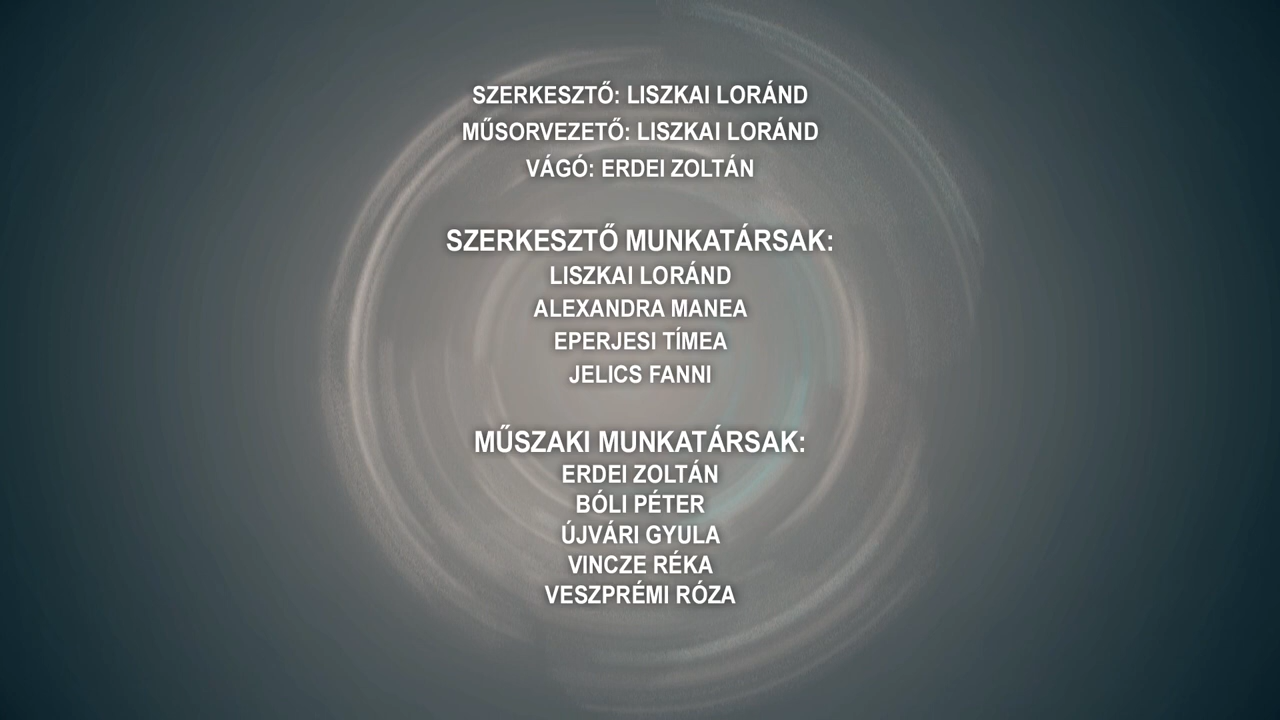 SZERKESZTŐ: LISZKAI LORÁND
MŰSORVEZETŐ: LISZKAI LORÁND
VÁGÓ: ERDEI ZOLTÁN
SZERKESZTŐ MUNKATÁRSAK:
LISZKAI LORÁND
ALEXANDRA MANEA
EPERJESI TÍMEA
JELICS FANNI
MŰSZAKI MUNKATÁRSAK:
ERDEI ZOLTÁN
BÓLI PÉTER
ÚJVÁRI GYULA
VINCZE RÉKA
VESZPRÉMI RÓZA